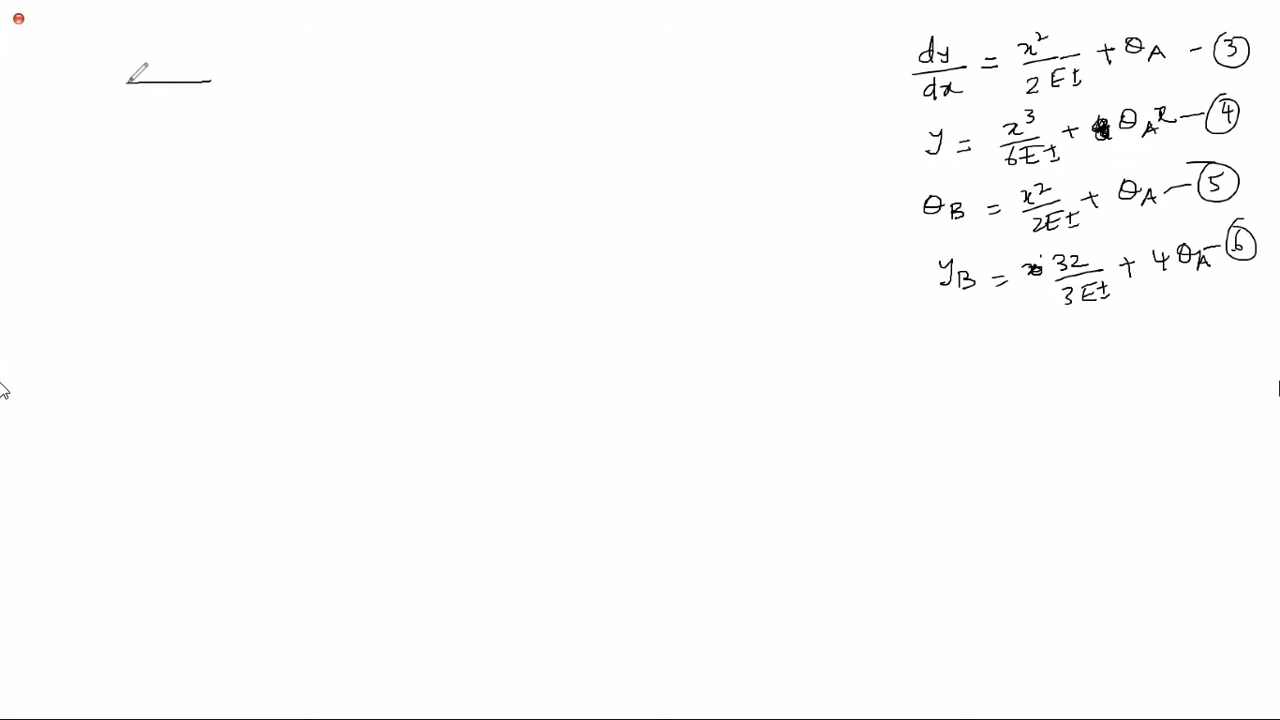 dy/dx = x²/2EI + θA - ③
y = x³/6EI + θA x - ④
θB = x²/2EI + θA - ⑤
yB = 32/3EI + 4θA - ⑥